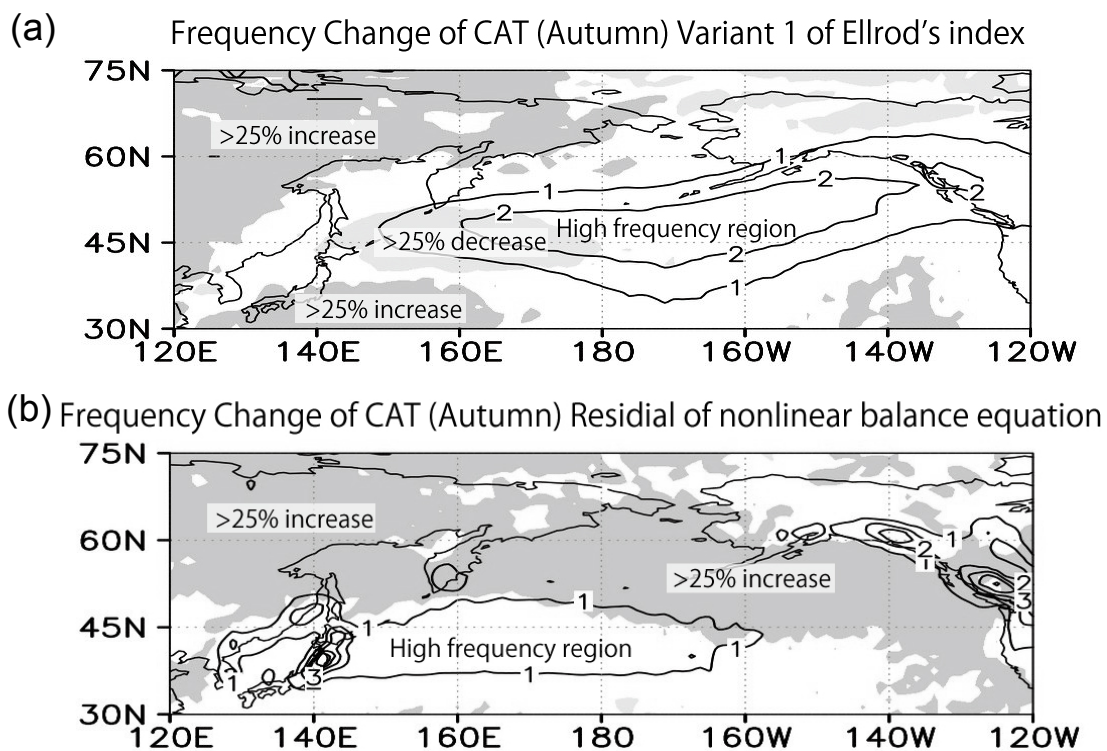 (a) Frequency Change of CAT (Autumn) Variant 1 of Ellrod's index
75N
>25% increase
60N
1
2
2
1
2
High frequency region
45N
>25% decrease
2
1
>25% increase
30N
120E 140E 160E 180 160W 140W 120W
(b) Frequency Change of CAT (Autumn) Residial of nonlinear balance equation
75N
>25% increase
60N
1
2
1
>25% increase
2
3
1
45N
1
High frequency region
1
1
3
1
30N
120E 140E 160E 180 160W 140W 120W